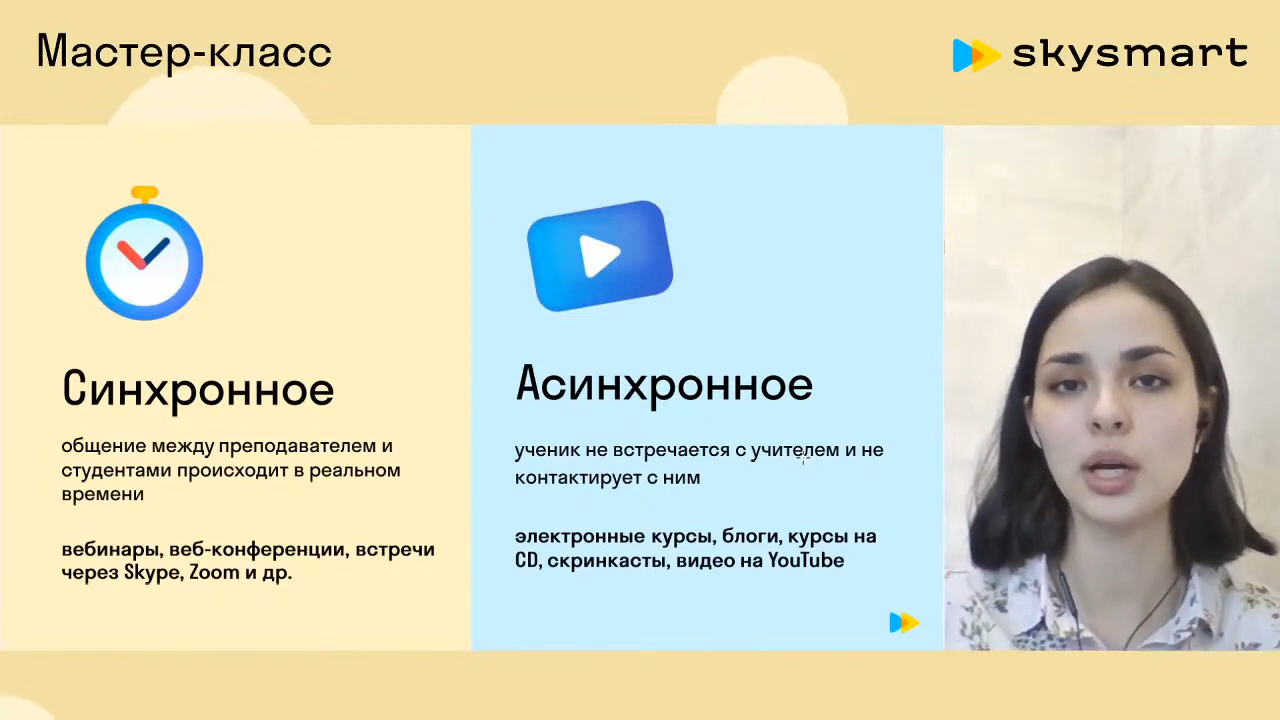 Мастер-класс
skysmart
Синхронное
общение между преподавателем и
студентами происходит в реальном
времени
вебинары, веб-конференции, встречи
через Skype, Zoom и др.
Асинхронное
ученик не встречается с учителем и не
контактирует с ним
электронные курсы, блоги, курсы на
CD, скринкасты, видео на YouTube